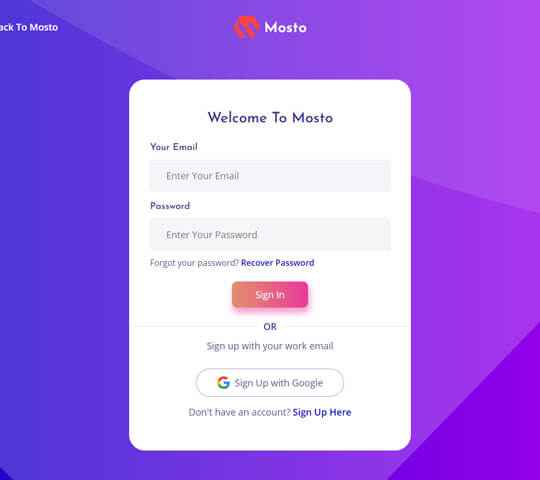 ack To Mosto
Mosto
Welcome To Mosto
Your Email
Enter Your Email
Password
Enter Your Password
Forgot your password? Recover Password
Sign In
OR
Sign up with your work email
Sign Up with Google
Don't have an account? Sign Up Here